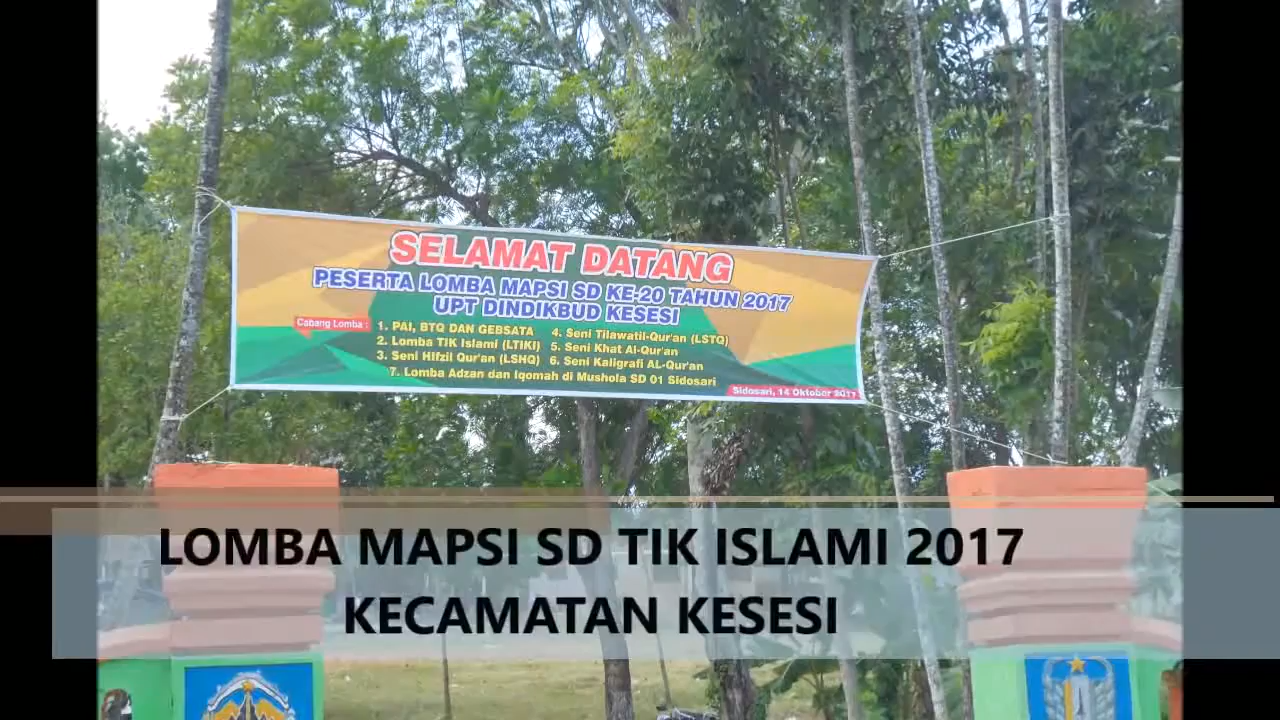 SELAMAT DATANG
PESERTA LOMBA MAPSI SD KE-20 TAHUN 2017
UPT DINDIKBUD KESESI
Cabang Lomba :
1. PAI, BTQ DAN GEBSATA
2. Lomba TIK Islami (LTIKI)
3. Seni Hifzil Qur'an (LSHQ)
4. Seni Tilawatil-Qur'an (LSTQ)
5. Seni Khat Al-Qur'an
6. Seni Kaligrafi AL-Qur'an
7. Lomba Adzan dan Iqomah di Mushola SD 01 Sidosari
Sidosari, 14 Oktober 2017
LOMBA MAPSI SD TIK ISLAMI 2017
KECAMATAN KESESI